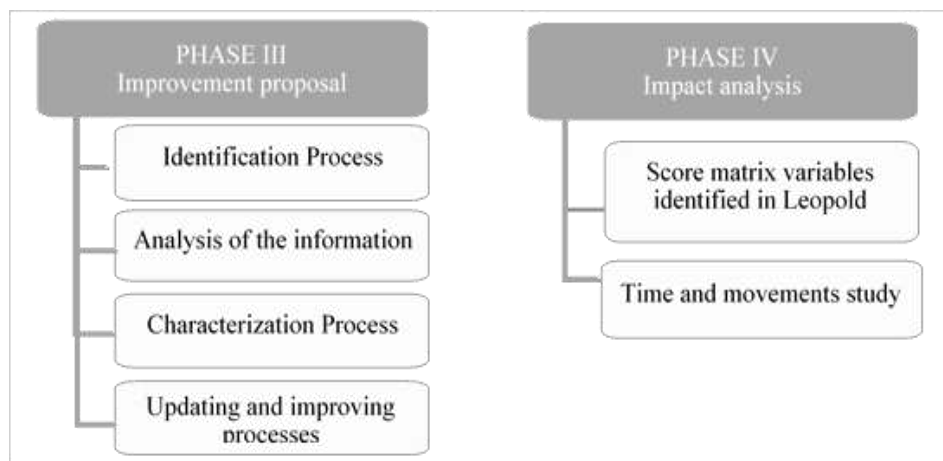 PHASE III
Improvement proposal
Identification Process
Analysis of the information
Characterization Process
Updating and improving
processes
PHASE IV
Impact analysis
Score matrix variables
identified in Leopold
Time and movements study